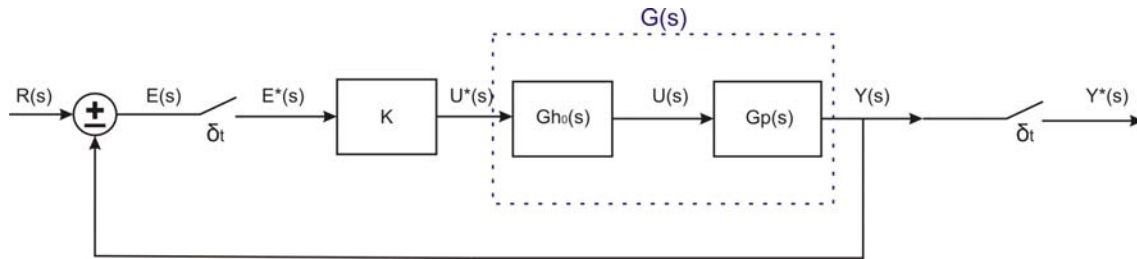 G(s)
R(s)
E(s)
E*(s)
U*(s)
U(s)
Y(s)
Y*(s)
+
−
δt
K
Gh₀(s)
Gp(s)
δt